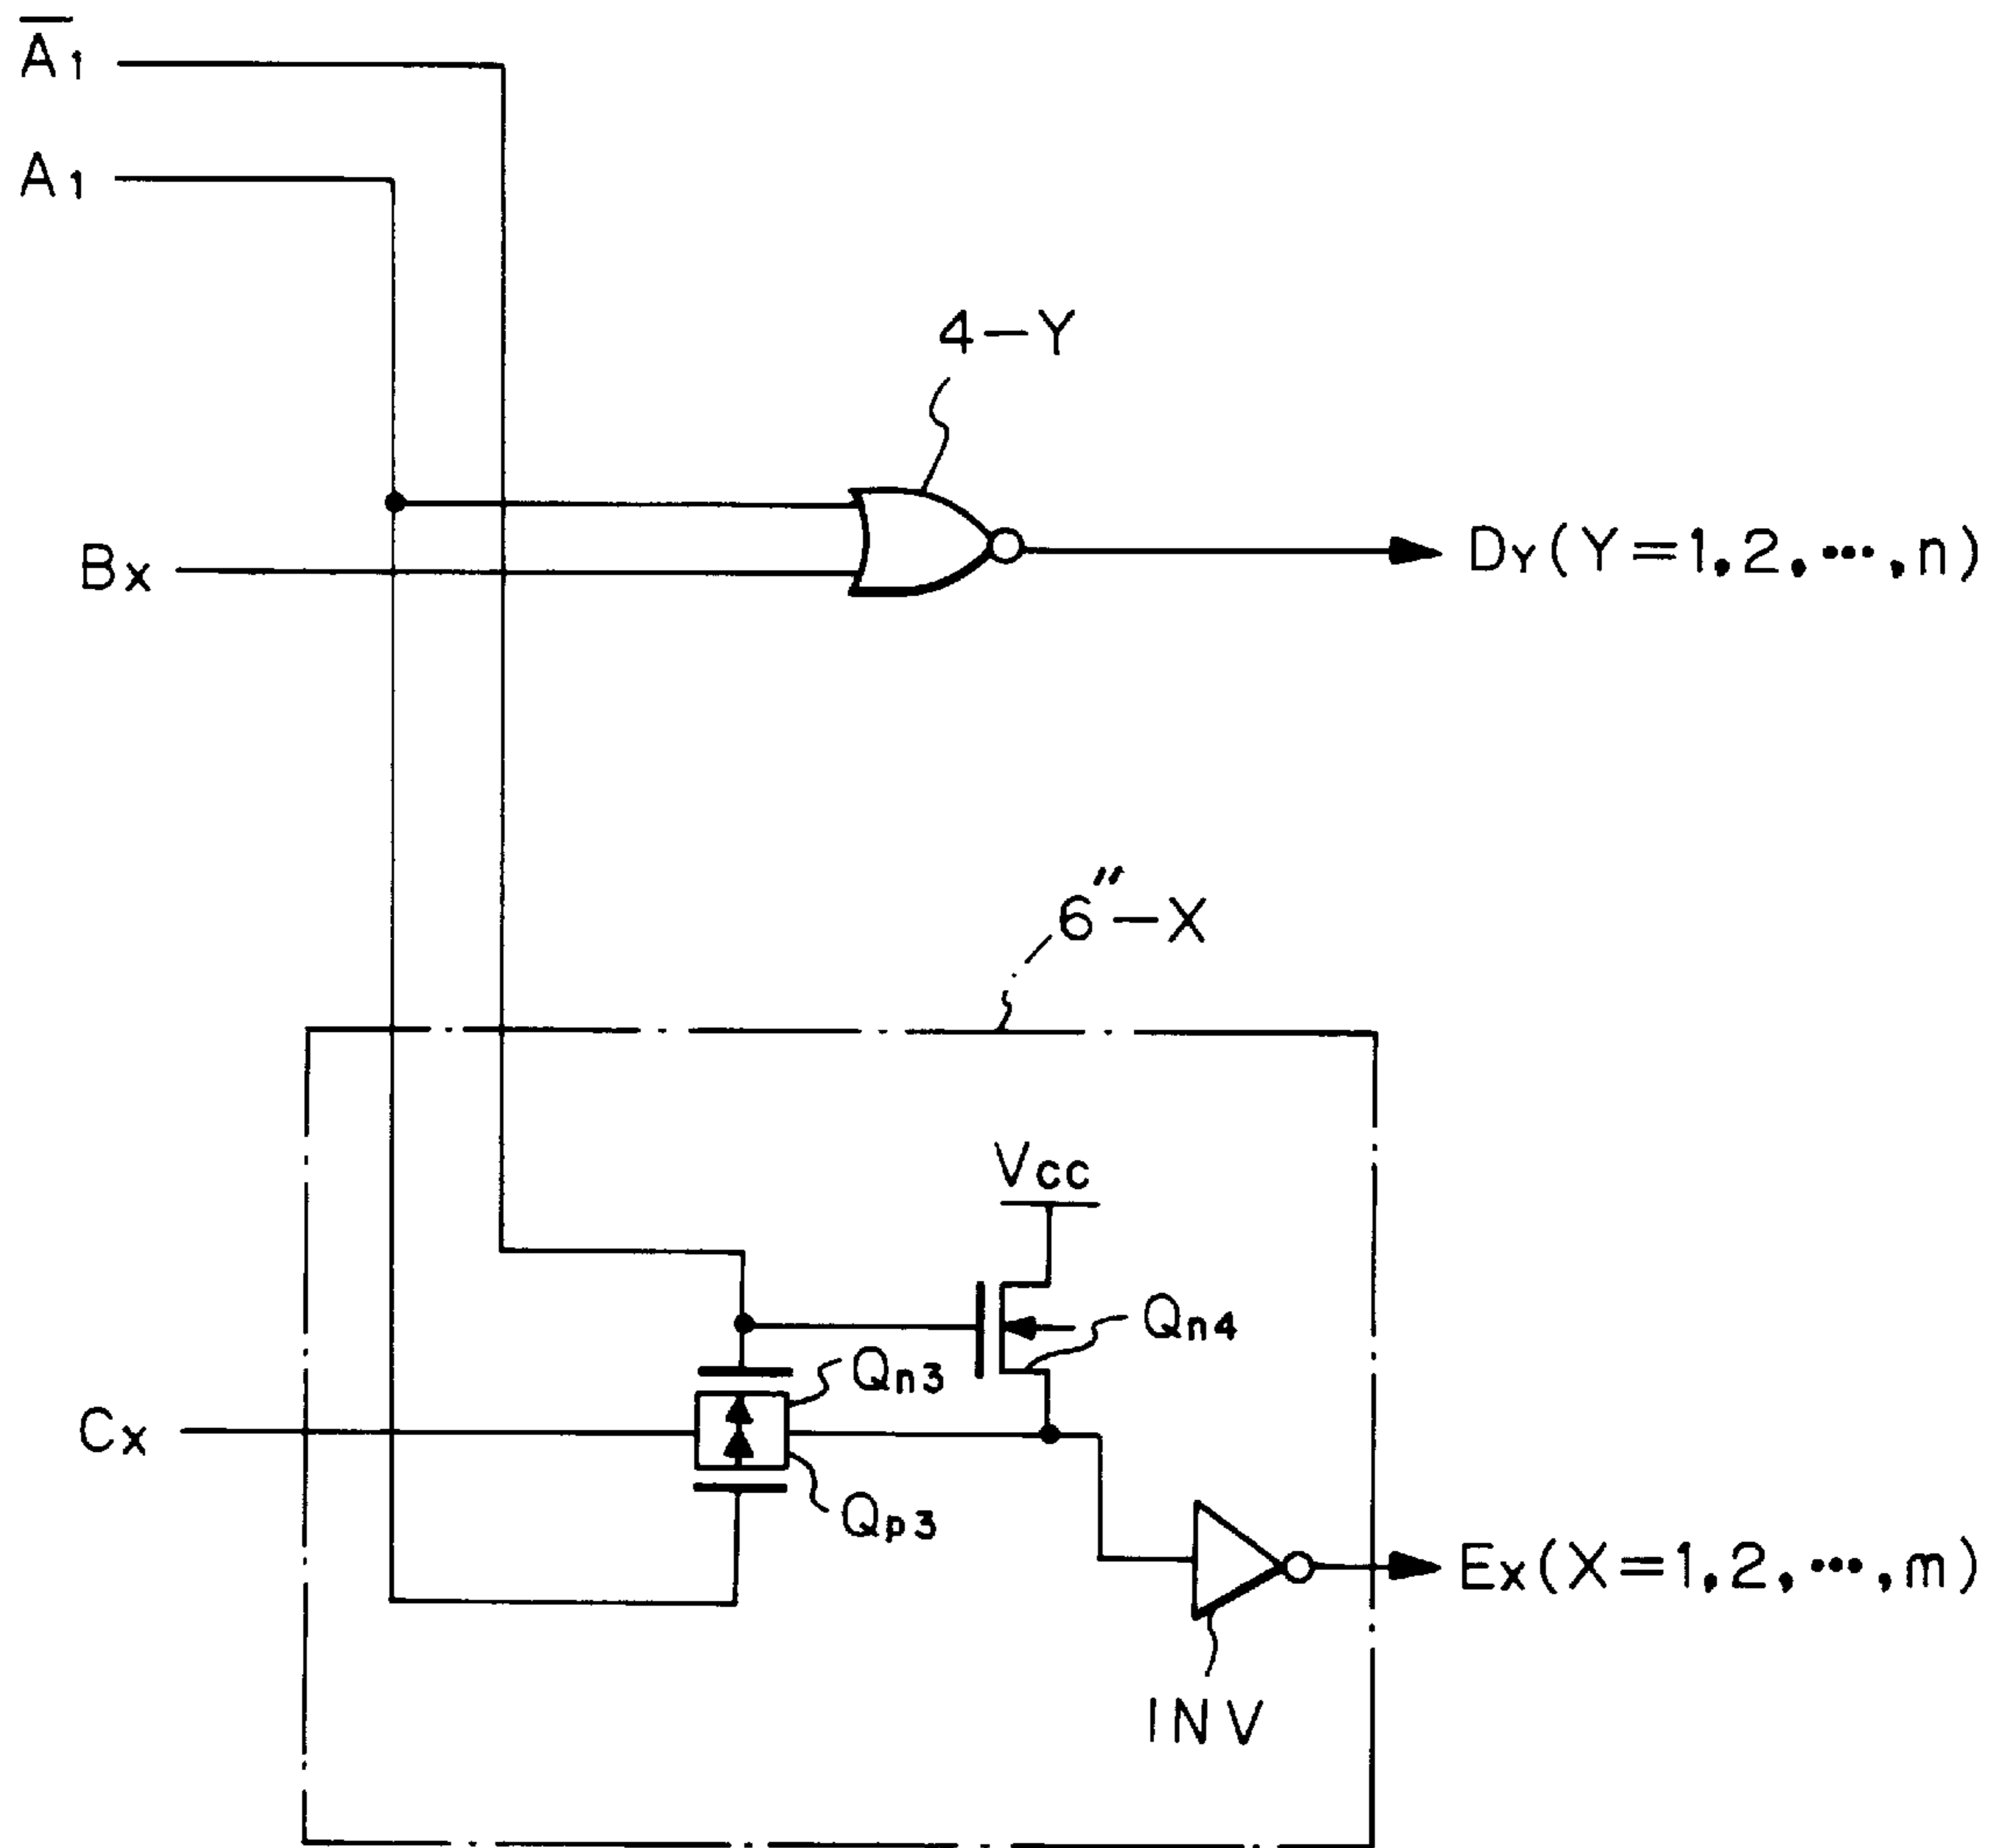 A̅1
A1
4-Y
Bx
DY(Y=1,2,•••,n)
6"-X
Vcc
Qn4
Qn3
Cx
Qp3
Ex(X=1,2,•••,m)
INV